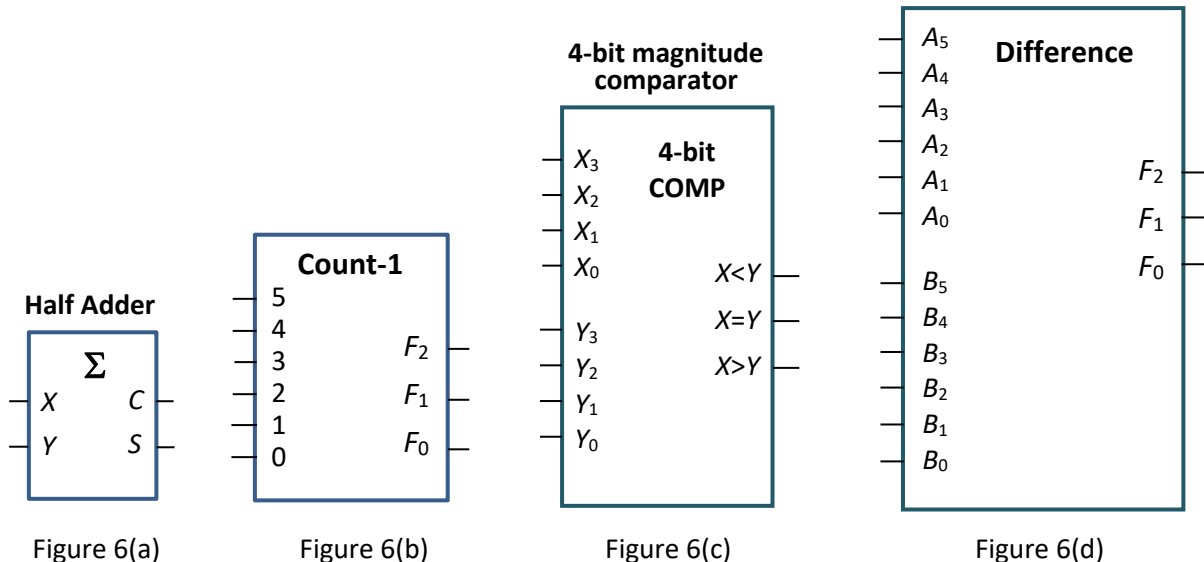 Half Adder
Σ
X C
Y S
Figure 6(a)
Count-1
5
4
3
2
1
0
F2
F1
F0
Figure 6(b)
4-bit magnitude
comparator
4-bit
COMP
X3
X2
X1
X0
Y3
Y2
Y1
Y0
X<Y
X=Y
X>Y
Figure 6(c)
Difference
A5
A4
A3
A2
A1
A0
B5
B4
B3
B2
B1
B0
F2
F1
F0
Figure 6(d)